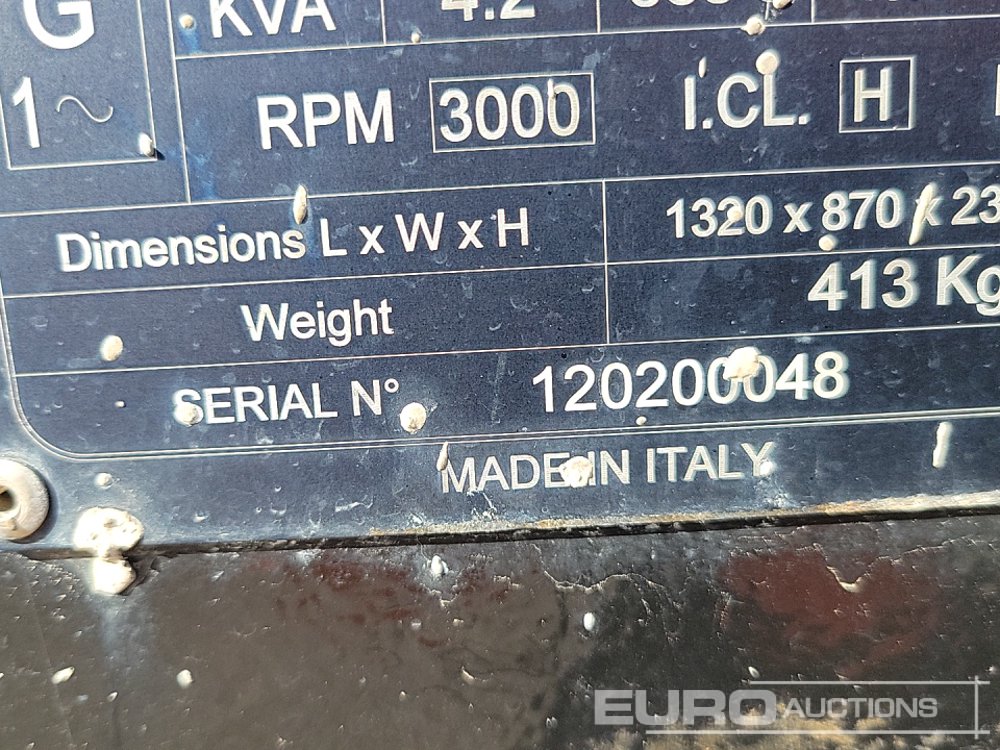 G KVA 4.2
1~ RPM 3000 I.CL. H
Dimensions L x W x H 1320 x 870 x 23
Weight 413 Kg
SERIAL N° 120200048
MADE IN ITALY
EURO AUCTIONS